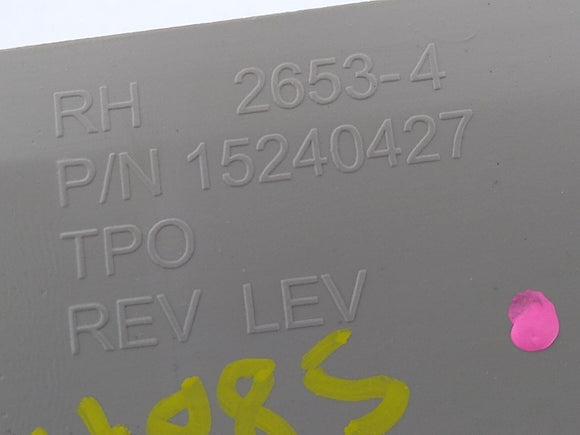 RH 2653-4
P/N 15240427
TPO
REV LEV